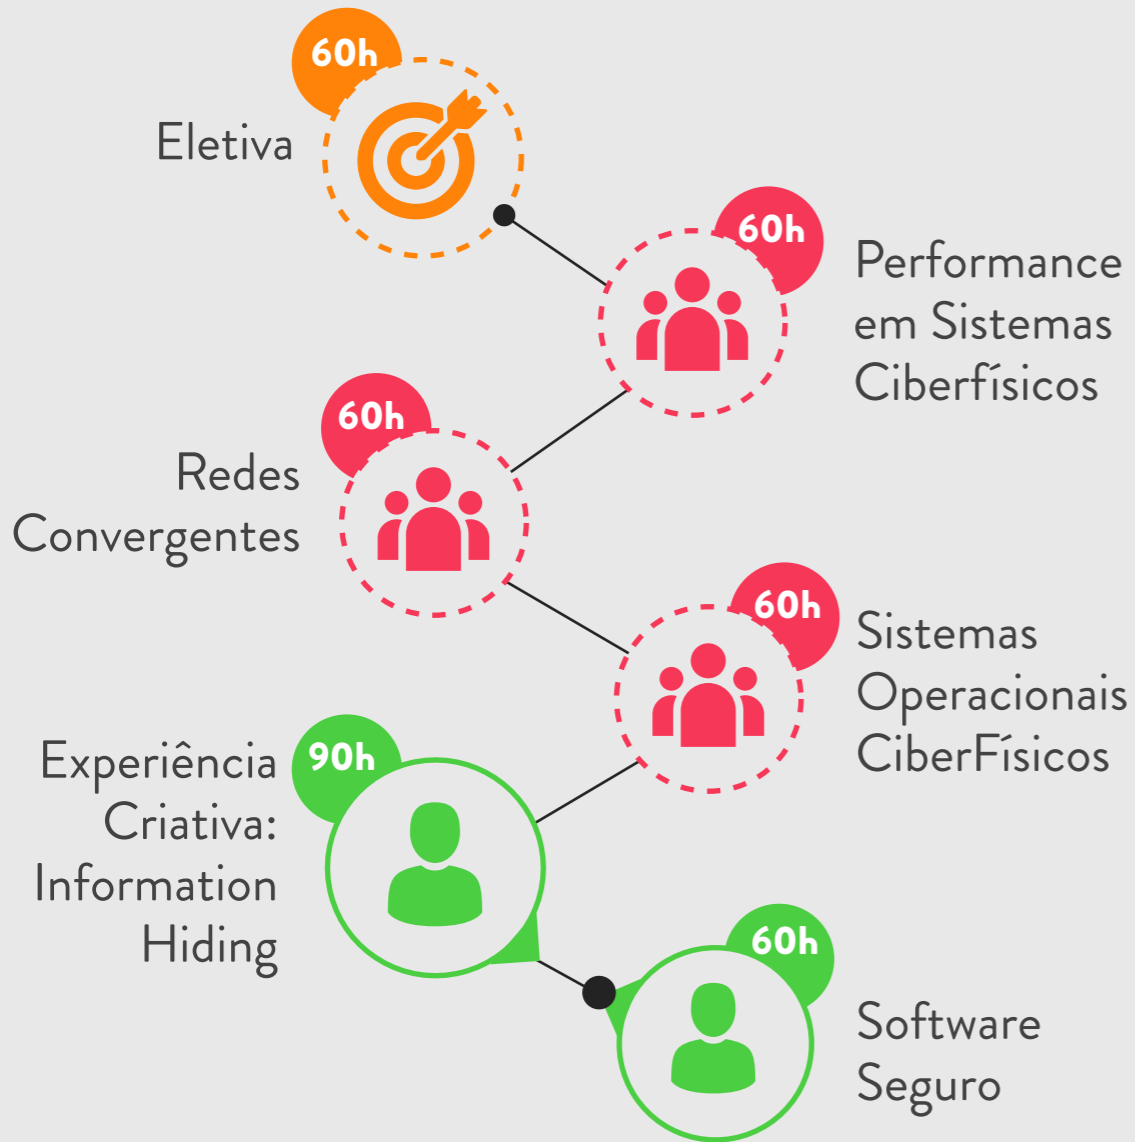 60h
Eletiva
60h
Performance
em Sistemas
Ciberfísicos
60h
Redes
Convergentes
60h
Sistemas
Operacionais
CiberFísicos
90h
Experiência
Criativa:
Information
Hiding
60h
Software
Seguro